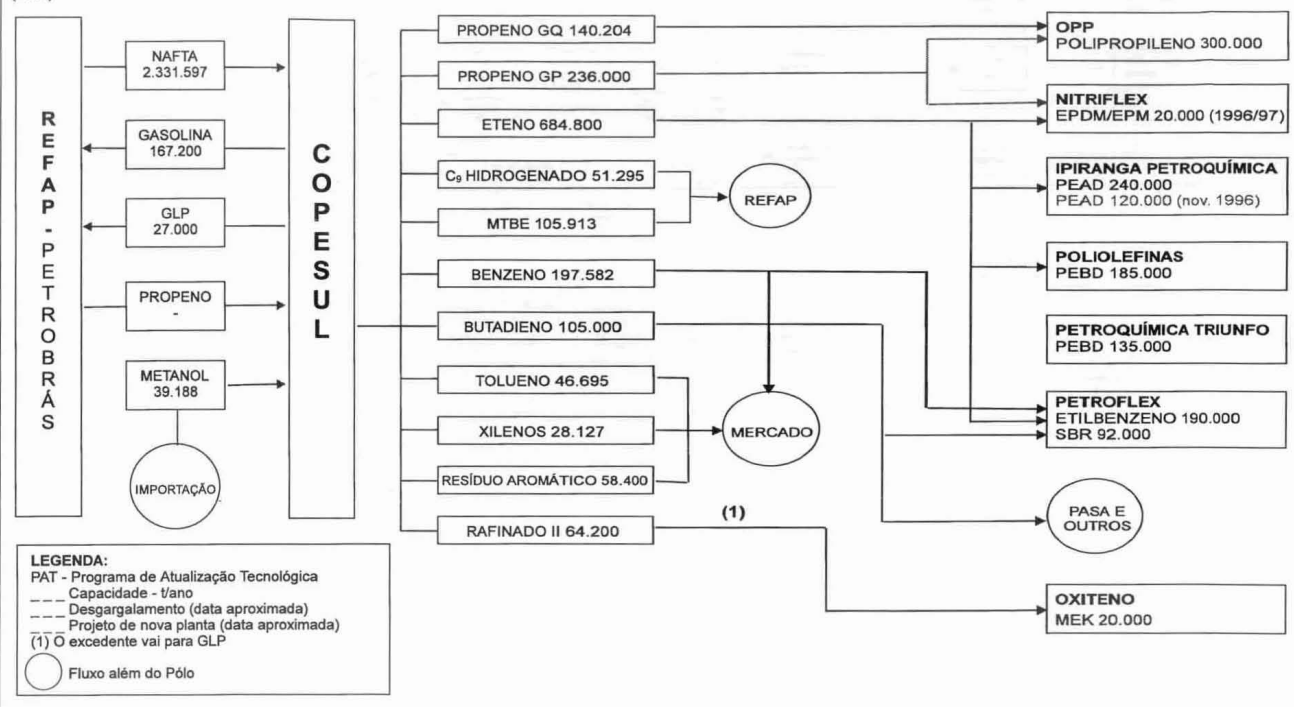 REFAP - PETROBRÁS
NAFTA
2.331.597
GASOLINA
167.200
GLP
27.000
PROPENO
-
METANOL
39.188
IMPORTAÇÃO
COPESUL
PROPENO GQ 140.204
PROPENO GP 236.000
ETENO 684.800
C₉ HIDROGENADO 51.295
MTBE 105.913
BENZENO 197.582
BUTADIENO 105.000
TOLUENO 46.695
XILENOS 28.127
RESÍDUO AROMÁTICO 58.400
RAFINADO II 64.200
REFAP
MERCADO
(1)
OPP
POLIPROPILENO 300.000
NITRIFLEX
EPDM/EPM 20.000 (1996/97)
IPIRANGA PETROQUÍMICA
PEAD 240.000
PEAD 120.000 (nov. 1996)
POLIOLEFINAS
PEBD 185.000
PETROQUÍMICA TRIUNFO
PEBD 135.000
PETROFLEX
ETILBENZENO 190.000
SBR 92.000
PASA E
OUTROS
OXITENO
MEK 20.000
LEGENDA:
PAT - Programa de Atualização Tecnológica
_ _ _ Capacidade - t/ano
_ _ _ Desgargalamento (data aproximada)
_ _ _ Projeto de nova planta (data aproximada)
(1) O excedente vai para GLP
Fluxo além do Pólo